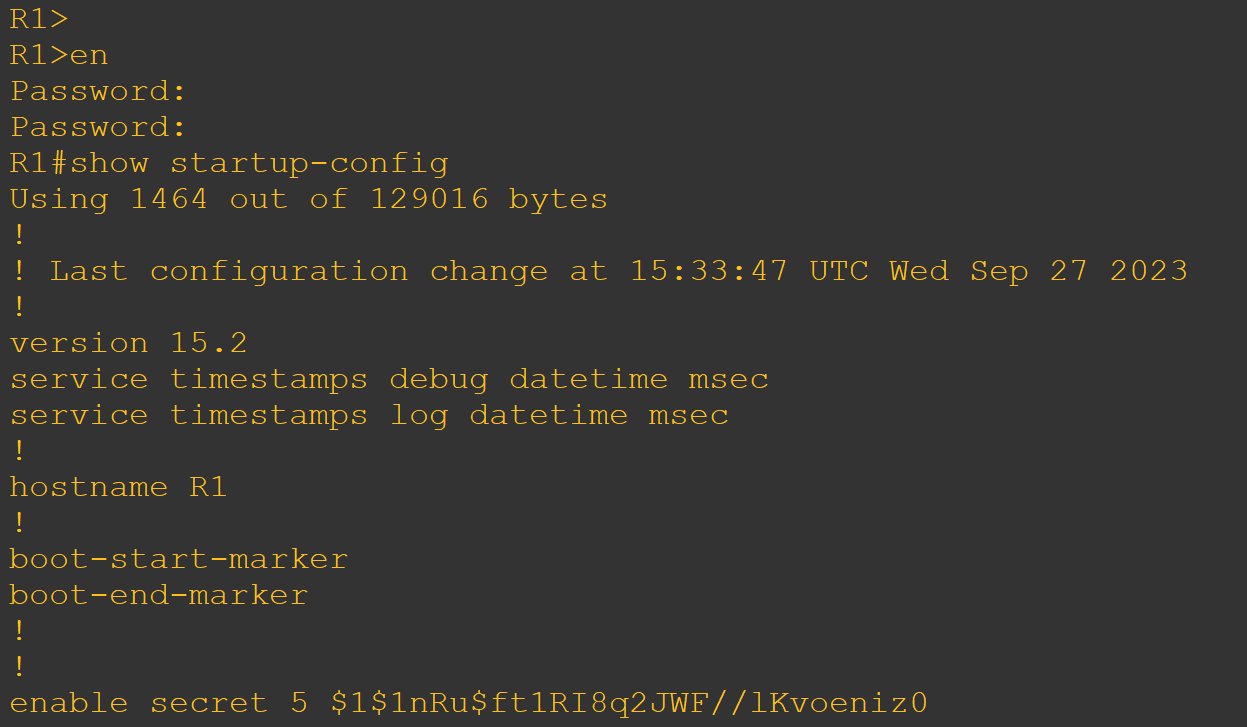 R1>
R1>en
Password:
Password:
R1#show startup-config
Using 1464 out of 129016 bytes
!
! Last configuration change at 15:33:47 UTC Wed Sep 27 2023
!
version 15.2
service timestamps debug datetime msec
service timestamps log datetime msec
!
hostname R1
!
boot-start-marker
boot-end-marker
!
!
enable secret 5 $1$1nRu$ft1RI8q2JWF//lKvoeniz0